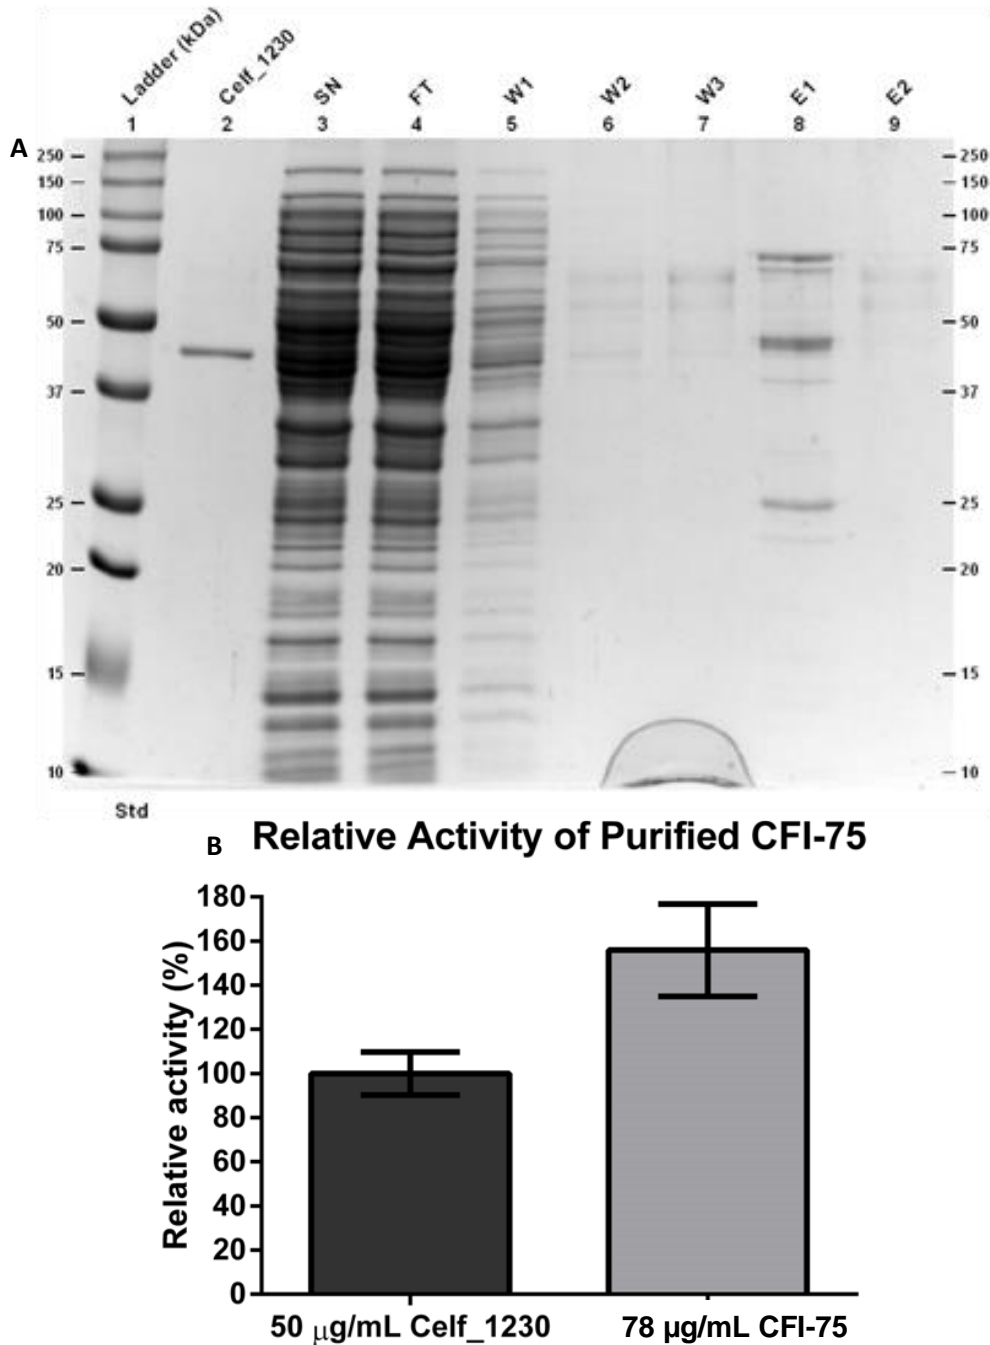 Ladder (kDa) Celf_1230 SN FT W1 W2 W3 E1 E2
1 2 3 4 5 6 7 8 9
A
250 250
150 150
100 100
75 75
50 50
37 37
25 25
20 20
15 15
10 10
Std
B Relative Activity of Purified CFI-75
Relative activity (%)
180
160
140
120
100
80
60
40
20
0
50 μg/mL Celf_1230 78 μg/mL CFI-75